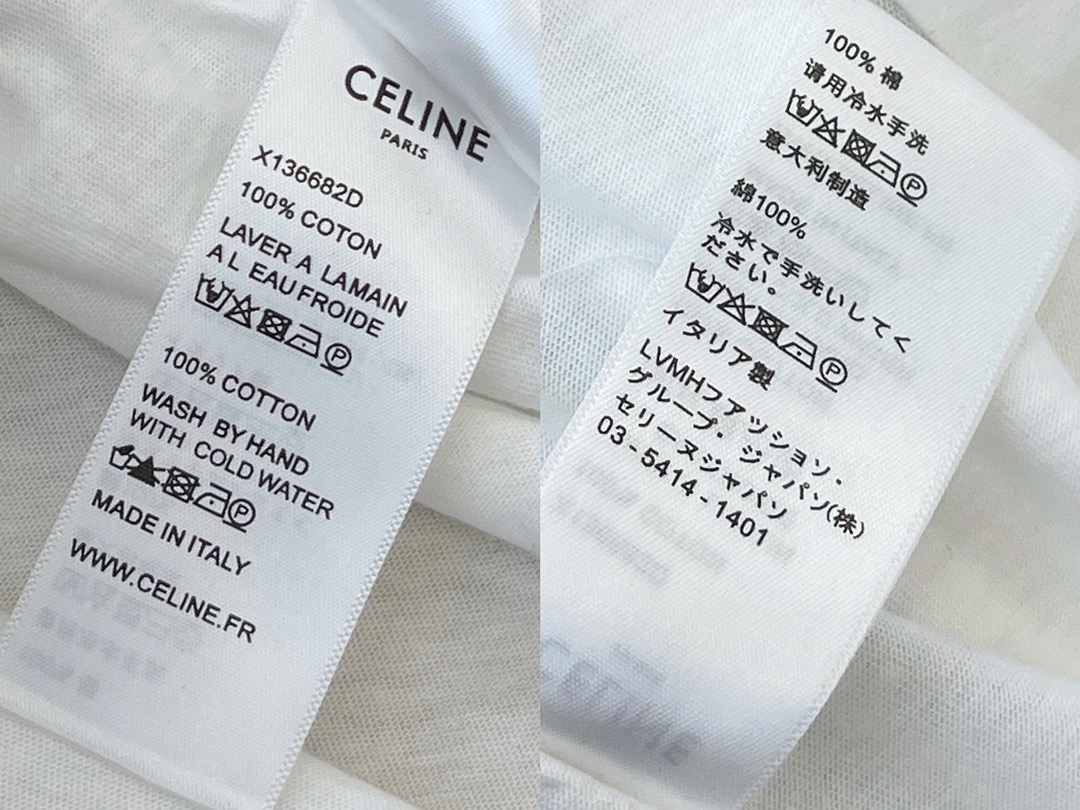 CELINE
PARIS
X136682D
100% COTON
LAVER A LAMAIN
A L EAU FROIDE
100% COTTON
WASH BY HAND
WITH COLD WATER
MADE IN ITALY
WWW.CELINE.FR
100% 棉
请用冷水手洗
意大利制造
綿100%
冷水で手洗いしてく
ださい。
イタリア製
LVMHファッショソ.
グループ. ジャパソ(株)
セリーヌジャパソ
03-5414-1401